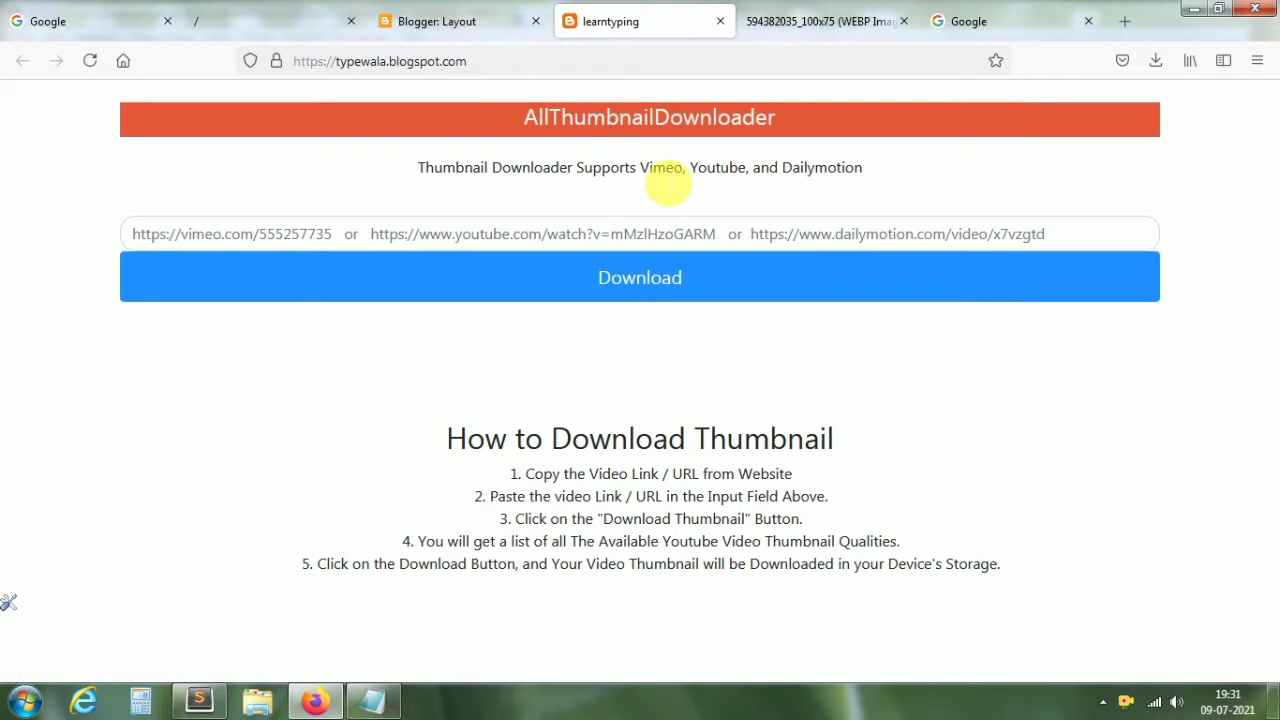 Google
/
Blogger: Layout
learntyping
594382035_100x75 (WEBP Imag
Google
https://typewala.blogspot.com
AllThumbnailDownloader
Thumbnail Downloader Supports Vimeo, Youtube, and Dailymotion
https://vimeo.com/555257735 or https://www.youtube.com/watch?v=mMzlHzoGARM or https://www.dailymotion.com/video/x7vzgtd
Download
How to Download Thumbnail
1. Copy the Video Link / URL from Website
2. Paste the video Link / URL in the Input Field Above.
3. Click on the "Download Thumbnail" Button.
4. You will get a list of all The Available Youtube Video Thumbnail Qualities.
5. Click on the Download Button, and Your Video Thumbnail will be Downloaded in your Device's Storage.
19:31
09-07-2021